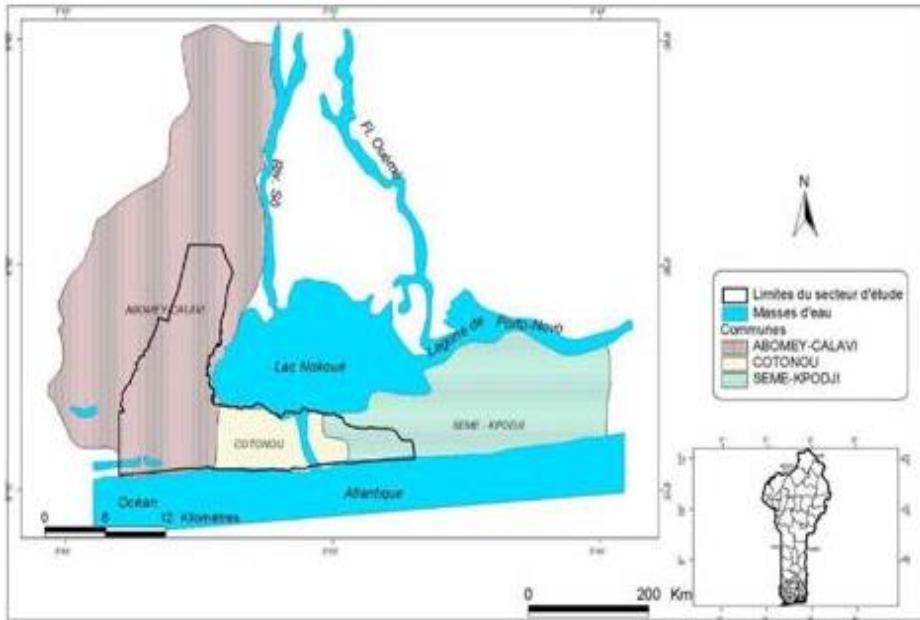 Riv. Sô
Fl. Ouémé
ABOMEY-CALAVI
Lac Nokoué
Lagune de Porto-Novo
COTONOU
SEME - KPODJI
Océan Atlantique
0 6 12 Kilomètres
N
Limites du secteur d'étude
Masses d'eau
Communes
ABOMEY-CALAVI
COTONOU
SEME-KPODJI
0 200 Km